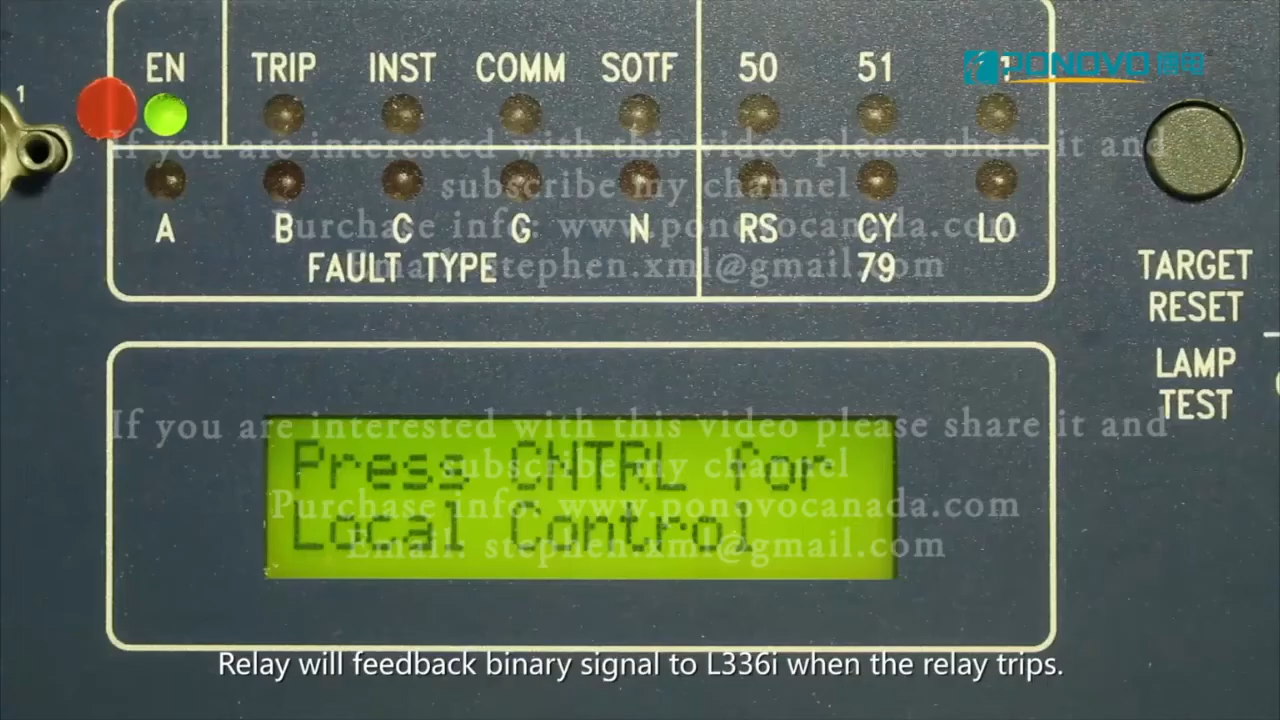 1
EN TRIP INST COMM SOTF 50 51
PONOVO
If you are interested with this video please share it and
subscribe my channel
A B C G N RS CY LO
Purchase info: www.ponovocanada.com
FAULT TYPE 79
Email: stephen.xml@gmail.com
TARGET
RESET
LAMP
TEST
If you are interested with this video please share it and
Press CNTRL for
subscribe my channel
Purchase info: www.ponovocanada.com
Local Control
Email: stephen.xml@gmail.com
Relay will feedback binary signal to L336i when the relay trips.